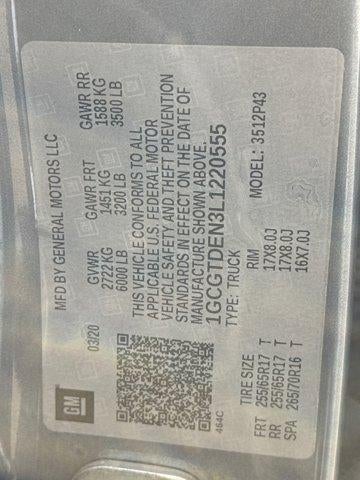 GM
MFD BY GENERAL MOTORS LLC
03/20
GVWR GAWR FRT GAWR RR
2722 KG 1451 KG 1588 KG
6000 LB 3200 LB 3500 LB
THIS VEHICLE CONFORMS TO ALL
APPLICABLE U.S. FEDERAL MOTOR
VEHICLE SAFETY AND THEFT PREVENTION
STANDARDS IN EFFECT ON THE DATE OF
MANUFACTURE SHOWN ABOVE.
1GCGTDEN3L1220555
464C
TYPE: TRUCK
MODEL: 3512P43
TIRE SIZE RIM
FRT 255/65R17 T 17X8.0J
RR 255/65R17 T 17X8.0J
SPA 265/70R16 T 16X7.0J